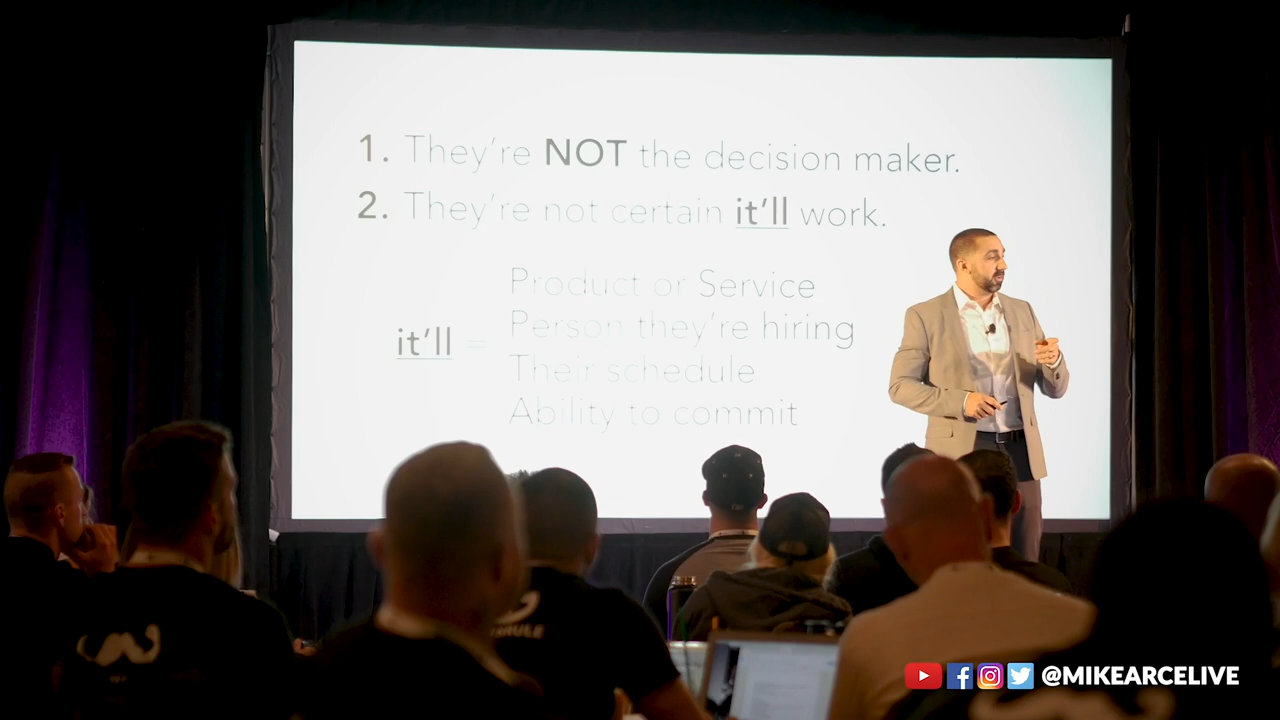 1. They're NOT the decision maker.
2. They're not certain it'll work.
it'll =
Product or Service
Person they're hiring
Their schedule
Ability to commit
@MIKEARCELIVE